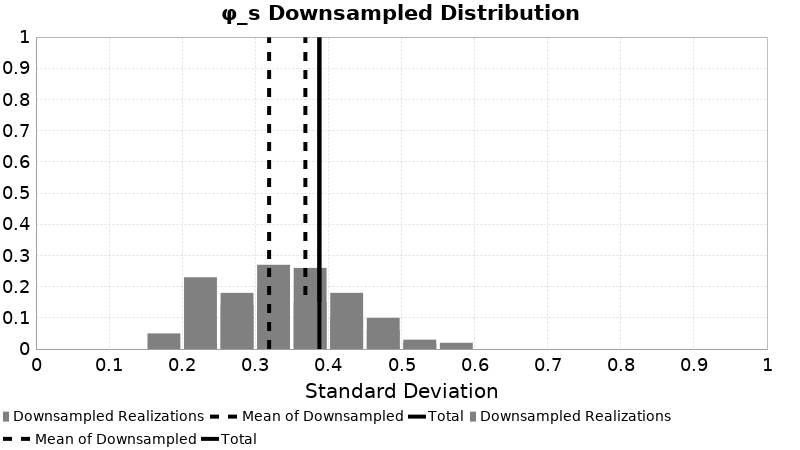 φ_s Downsampled Distribution
1
0.9
0.8
0.7
0.6
0.5
0.4
0.3
0.2
0.1
0
0 0.1 0.2 0.3 0.4 0.5 0.6 0.7 0.8 0.9 1
Standard Deviation
Downsampled Realizations Mean of Downsampled Total Downsampled Realizations
Mean of Downsampled Total